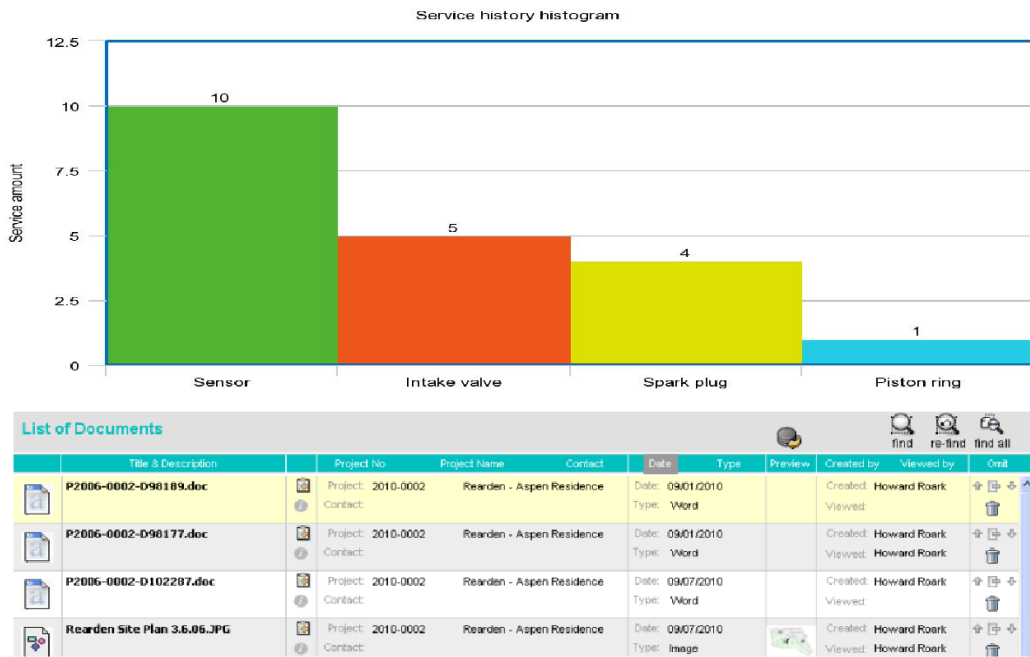 Service history histogram
12.5
10
7.5
5
2.5
0
Service amount
10
5
4
1
Sensor Intake valve Spark plug Piston ring
List of Documents
find re-find find all
Title & Description Project No Project Name Contact Date Type Preview Created by Viewed by Omit
P2006-0002-D98189.doc Project: 2010-0002 Rearden - Aspen Residence Date: 09/01/2010 Created: Howard Roark
Contact: Type: Word Viewed:
P2006-0002-D98177.doc Project: 2010-0002 Rearden - Aspen Residence Date: 09/01/2010 Created: Howard Roark
Contact: Type: Word Viewed: Howard Roark
P2006-0002-D102287.doc Project: 2010-0002 Rearden - Aspen Residence Date: 09/07/2010 Created: Howard Roark
Contact: Type: Word Viewed:
Rearden Site Plan 3.6.06.JPG Project: 2010-0002 Rearden - Aspen Residence Date: 09/07/2010 Created: Howard Roark
Contact: Type: Image Viewed: Howard Roark